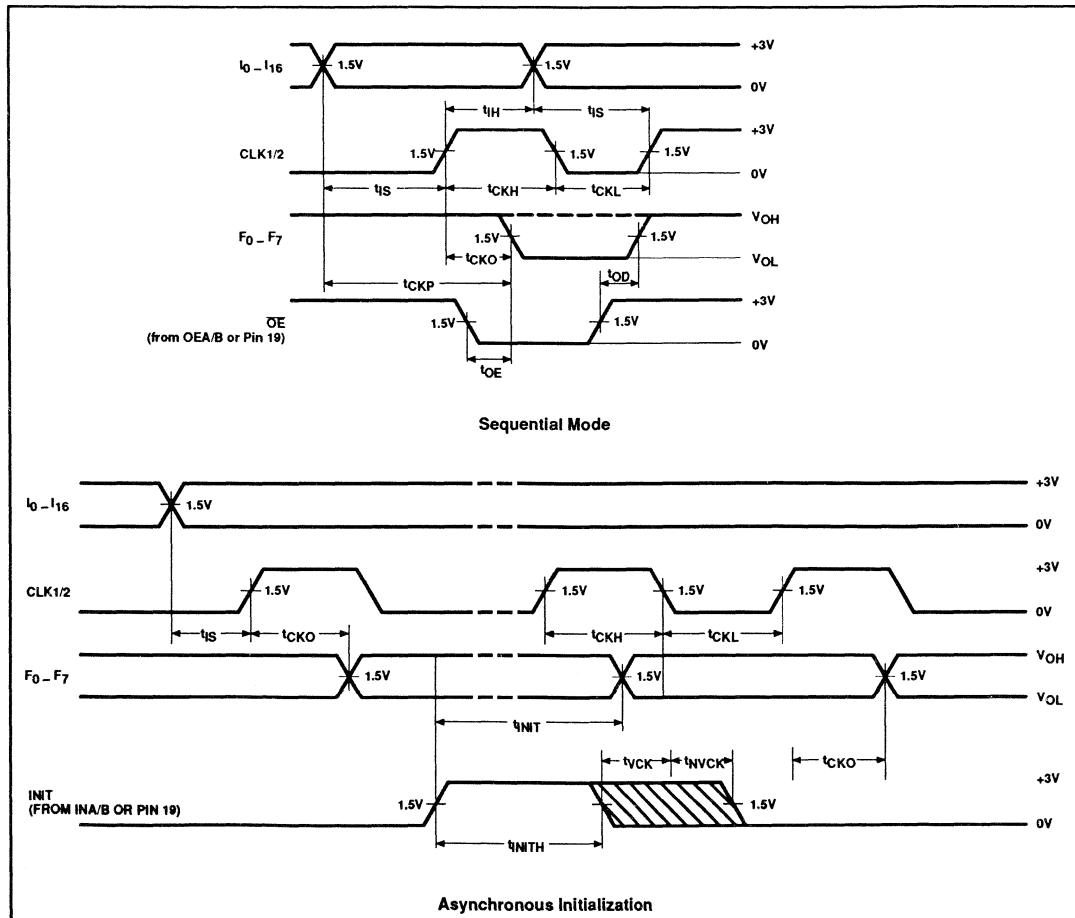 +3V
I0 – I16 1.5V 1.5V
0V
tIH tIS
+3V
CLK1/2 1.5V 1.5V 1.5V
0V
tIS tCKH tCKL
VOH
F0 – F7 1.5V 1.5V
tCKO VOL
tCKP tOD
+3V
OE 1.5V 1.5V
(from OEA/B or Pin 19)
0V
tOE
Sequential Mode
+3V
I0 – I16 1.5V
0V
+3V
CLK1/2 1.5V 1.5V 1.5V 1.5V
0V
tIS tCKO tCKH tCKL
VOH
F0 – F7 1.5V 1.5V 1.5V
VOL
tINIT
tVCK tNVCK tCKO
+3V
INIT
(FROM INA/B OR PIN 19) 1.5V 1.5V
0V
tINITH
Asynchronous Initialization